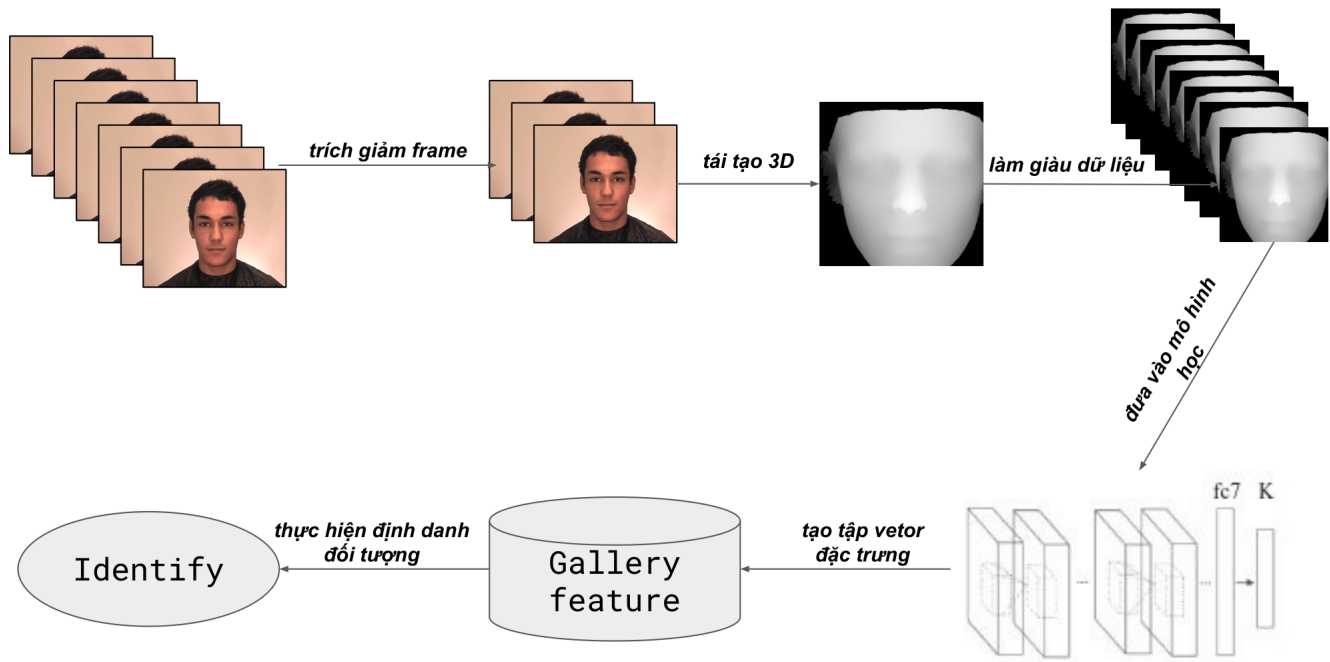 trích giảm frame
tái tạo 3D
làm giàu dữ liệu
đưa vào mô hình
học
fc7 K
... ...
tạo tập vetor
đặc trưng
Gallery
feature
thực hiện định danh
đối tượng
Identify